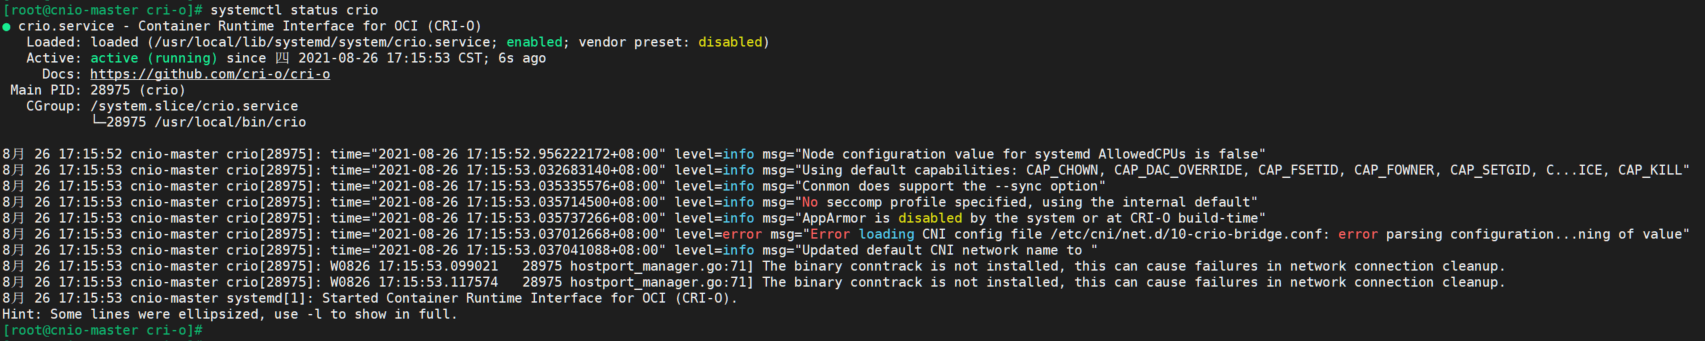 [root@cnio-master cri-o]# systemctl status crio
● crio.service - Container Runtime Interface for OCI (CRI-O)
   Loaded: loaded (/usr/local/lib/systemd/system/crio.service; enabled; vendor preset: disabled)
   Active: active (running) since 四 2021-08-26 17:15:53 CST; 6s ago
     Docs: https://github.com/cri-o/cri-o
 Main PID: 28975 (crio)
   CGroup: /system.slice/crio.service
           └─28975 /usr/local/bin/crio

8月 26 17:15:52 cnio-master crio[28975]: time="2021-08-26 17:15:52.956222172+08:00" level=info msg="Node configuration value for systemd AllowedCPUs is false"
8月 26 17:15:53 cnio-master crio[28975]: time="2021-08-26 17:15:53.032683140+08:00" level=info msg="Using default capabilities: CAP_CHOWN, CAP_DAC_OVERRIDE, CAP_FSETID, CAP_FOWNER, CAP_SETGID, C...ICE, CAP_KILL"
8月 26 17:15:53 cnio-master crio[28975]: time="2021-08-26 17:15:53.035335576+08:00" level=info msg="Conmon does support the --sync option"
8月 26 17:15:53 cnio-master crio[28975]: time="2021-08-26 17:15:53.035714500+08:00" level=info msg="No seccomp profile specified, using the internal default"
8月 26 17:15:53 cnio-master crio[28975]: time="2021-08-26 17:15:53.035737266+08:00" level=info msg="AppArmor is disabled by the system or at CRI-O build-time"
8月 26 17:15:53 cnio-master crio[28975]: time="2021-08-26 17:15:53.037012668+08:00" level=error msg="Error loading CNI config file /etc/cni/net.d/10-crio-bridge.conf: error parsing configuration...ning of value"
8月 26 17:15:53 cnio-master crio[28975]: time="2021-08-26 17:15:53.037041088+08:00" level=info msg="Updated default CNI network name to "
8月 26 17:15:53 cnio-master crio[28975]: W0826 17:15:53.099021   28975 hostport_manager.go:71] The binary conntrack is not installed, this can cause failures in network connection cleanup.
8月 26 17:15:53 cnio-master crio[28975]: W0826 17:15:53.117574   28975 hostport_manager.go:71] The binary conntrack is not installed, this can cause failures in network connection cleanup.
8月 26 17:15:53 cnio-master systemd[1]: Started Container Runtime Interface for OCI (CRI-O).
Hint: Some lines were ellipsized, use -l to show in full.
[root@cnio-master cri-o]#